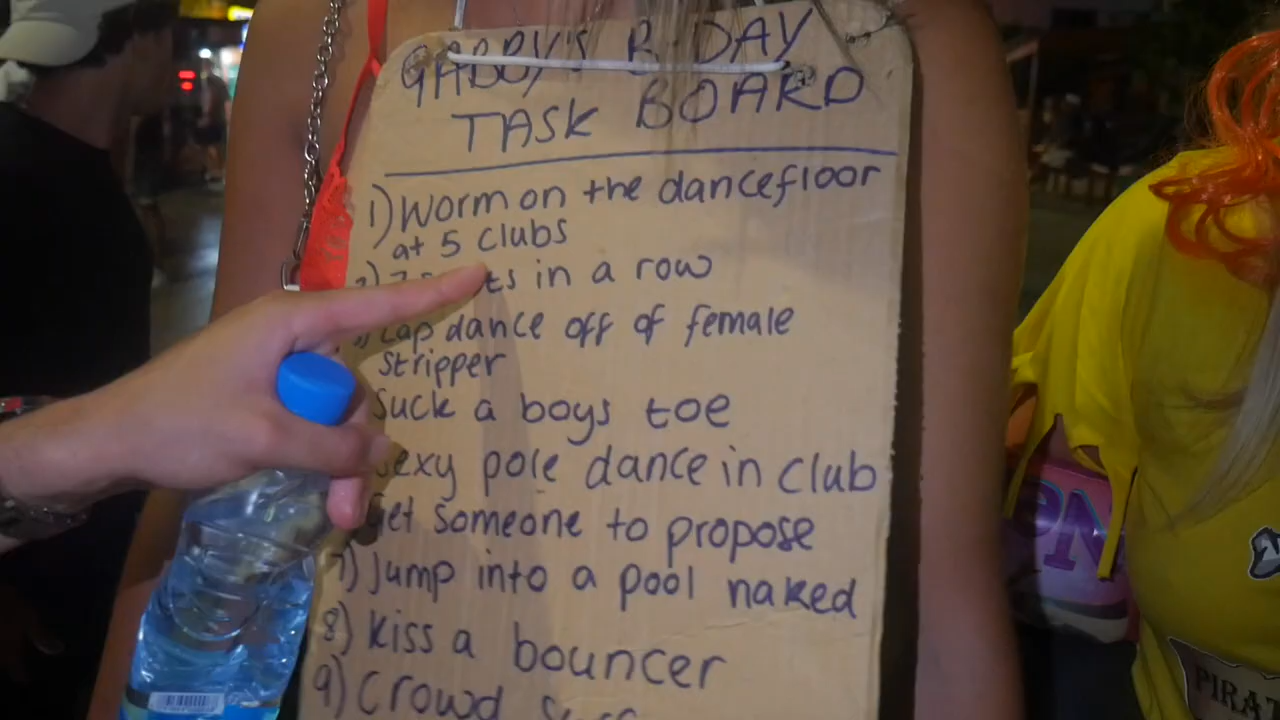 GABBY'S B-DAY
TASK BOARD
1) Worm on the dancefloor
at 5 clubs
in a row
Lap dance off of female
stripper
Suck a boys toe
Sexy pole dance in club
Get someone to propose
7) Jump into a pool naked
8) Kiss a bouncer
9) Crowd